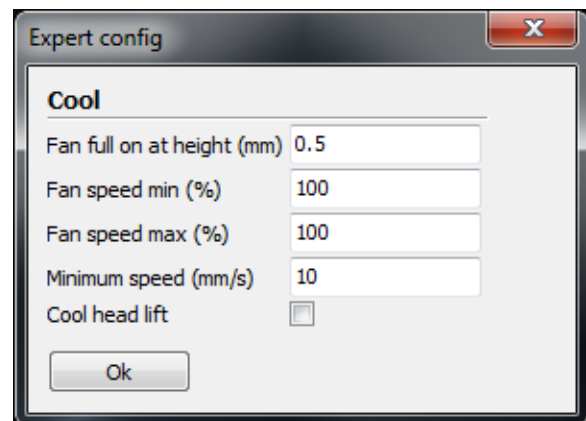 Expert config
Cool
Fan full on at height (mm) 0.5
Fan speed min (%) 100
Fan speed max (%) 100
Minimum speed (mm/s) 10
Cool head lift
Ok